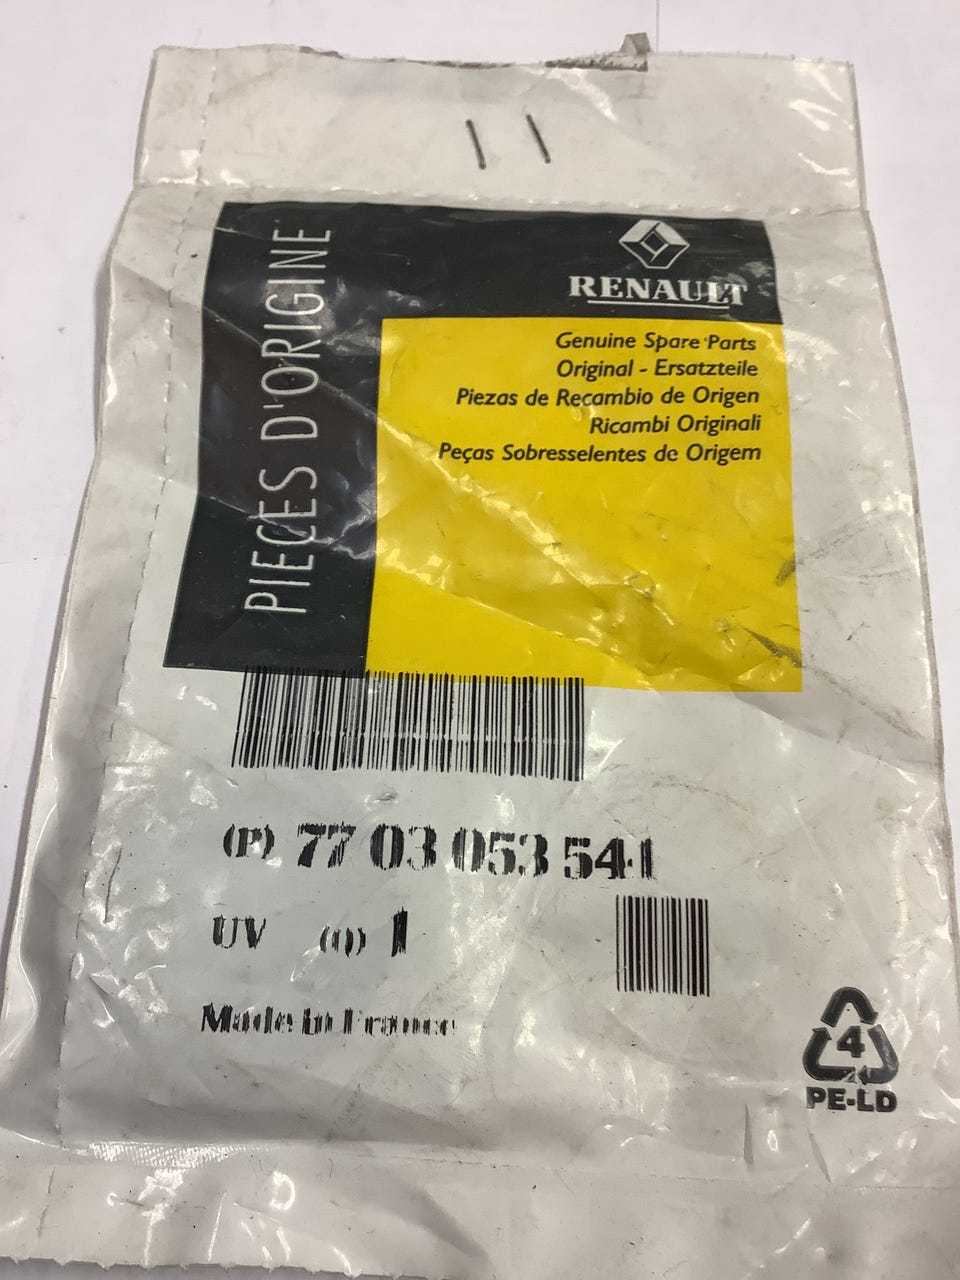 PIECES D'ORIGINE
RENAULT
Genuine Spare Parts
Original - Ersatzteile
Piezas de Recambio de Origen
Ricambi Originali
Peças Sobresselentes de Origem
(P) 77 03 053 541
UV (1) 1
Made in France
4
PE-LD